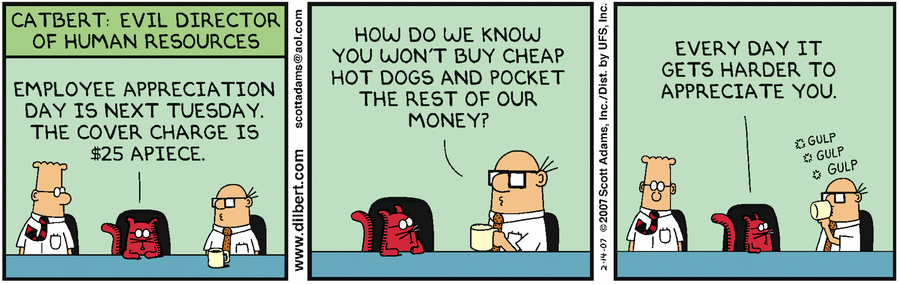 CATBERT: EVIL DIRECTOR
OF HUMAN RESOURCES
EMPLOYEE APPRECIATION
DAY IS NEXT TUESDAY.
THE COVER CHARGE IS
$25 APIECE.
www.dilbert.com
scottadams@aol.com
HOW DO WE KNOW
YOU WON'T BUY CHEAP
HOT DOGS AND POCKET
THE REST OF OUR
MONEY?
2-14-07 ©2007 Scott Adams, Inc./Dist. by UFS, Inc.
EVERY DAY IT
GETS HARDER TO
APPRECIATE YOU.
GULP
GULP
GULP